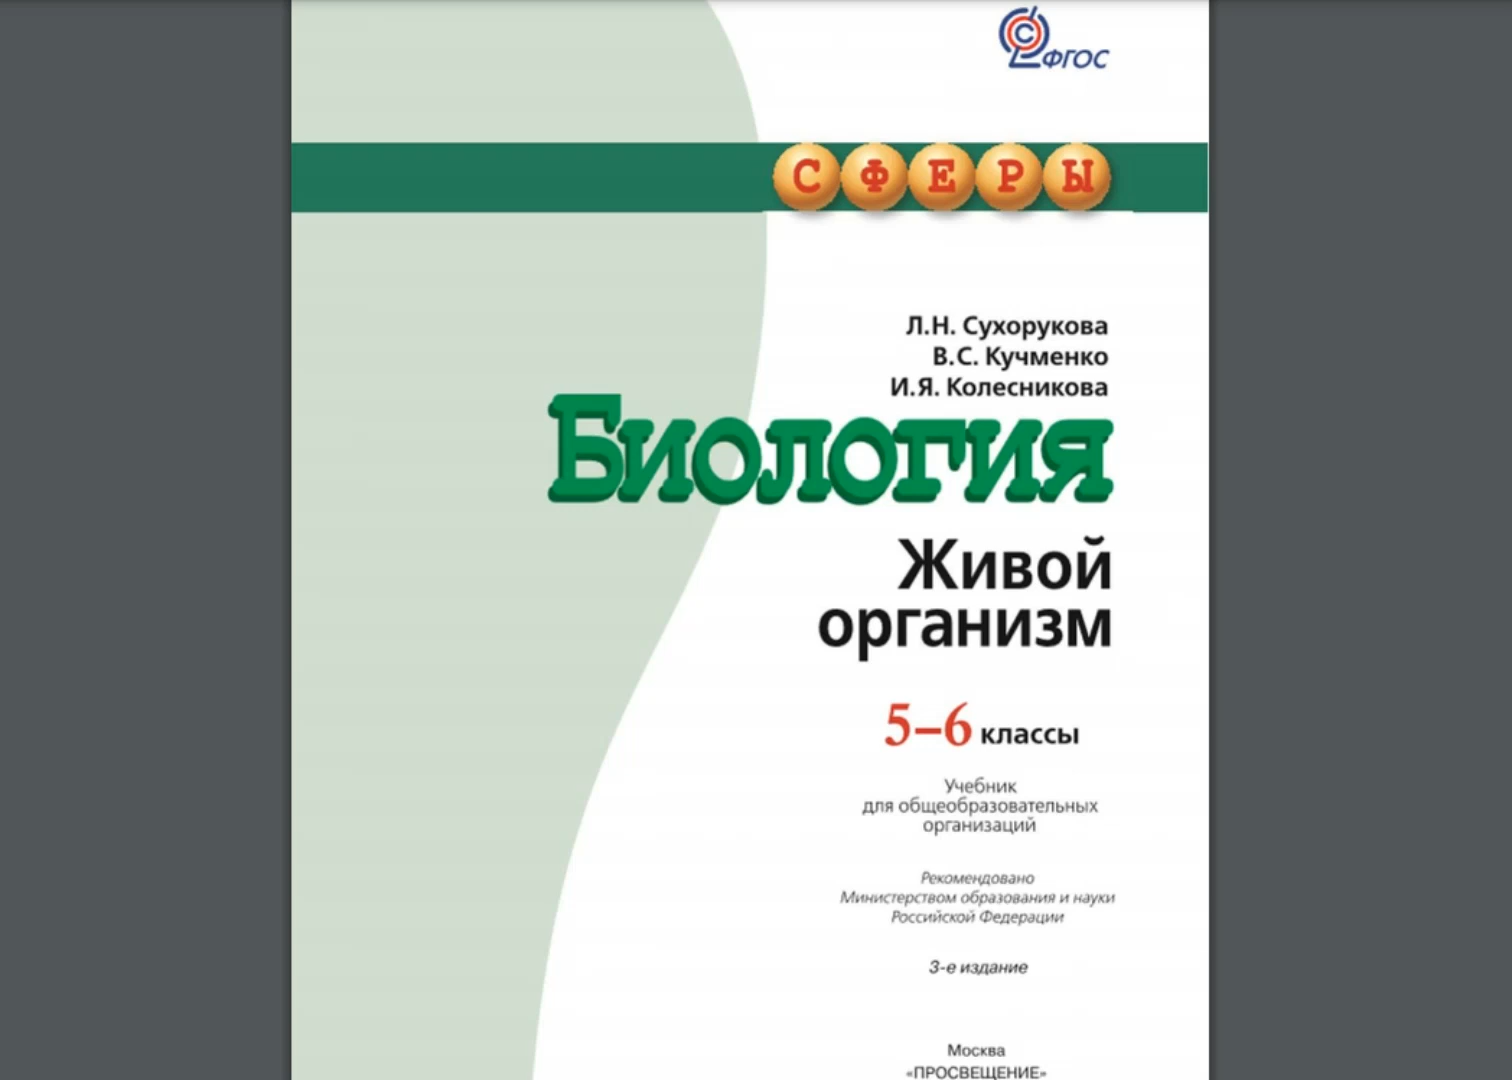 ФГОС
СФЕРЫ
Л.Н. Сухорукова
В.С. Кучменко
И.Я. Колесникова
Биология
Живой
организм
5–6 классы
Учебник
для общеобразовательных
организаций
Рекомендовано
Министерством образования и науки
Российской Федерации
3-е издание
Москва
«ПРОСВЕЩЕНИЕ»